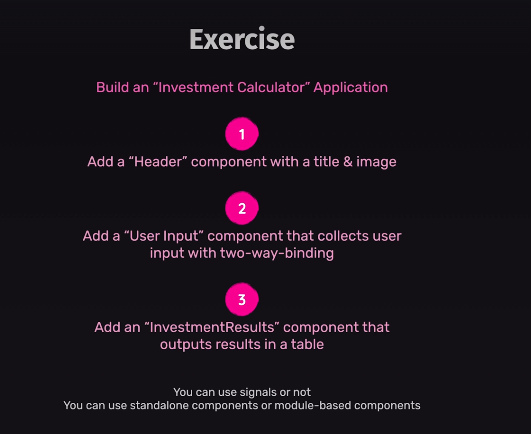 Exercise
Build an “Investment Calculator” Application
1
Add a “Header” component with a title & image
2
Add a “User Input” component that collects user
input with two-way-binding
3
Add an “InvestmentResults” component that
outputs results in a table
You can use signals or not
You can use standalone components or module-based components